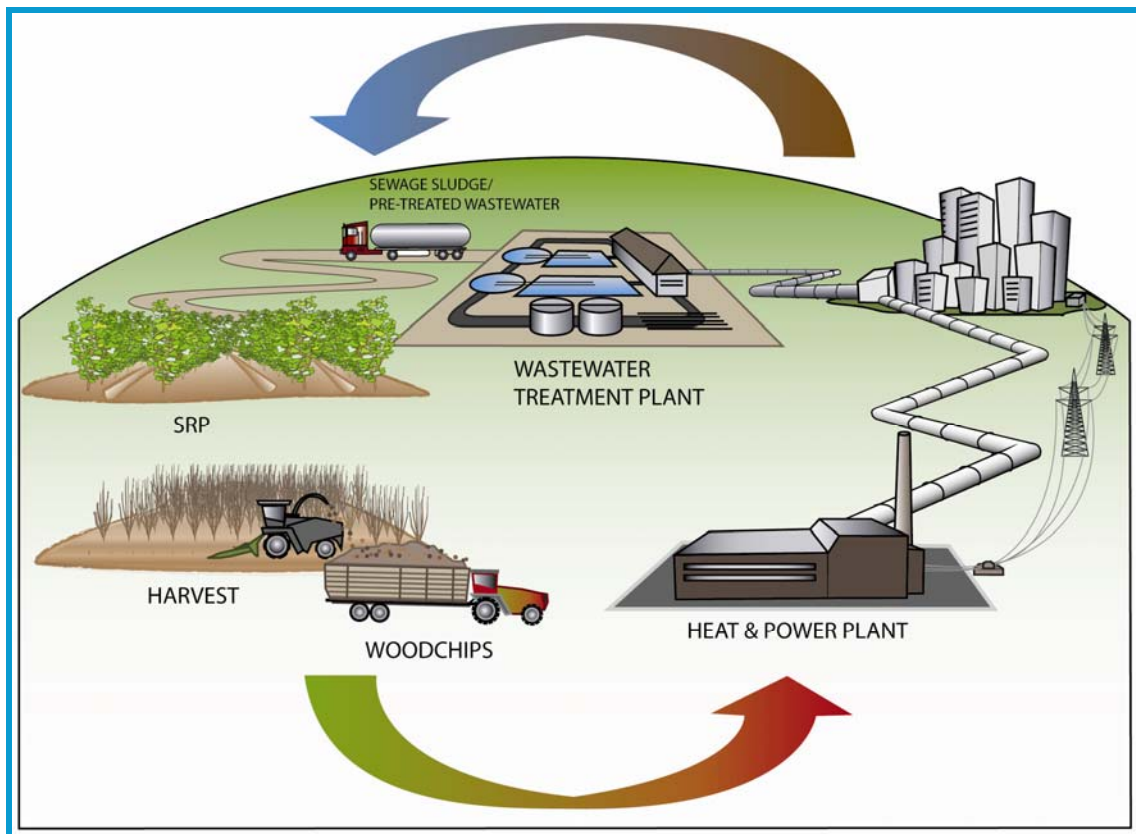 SEWAGE SLUDGE/
PRE-TREATED WASTEWATER
WASTEWATER
TREATMENT PLANT
SRP
HARVEST
WOODCHIPS
HEAT & POWER PLANT